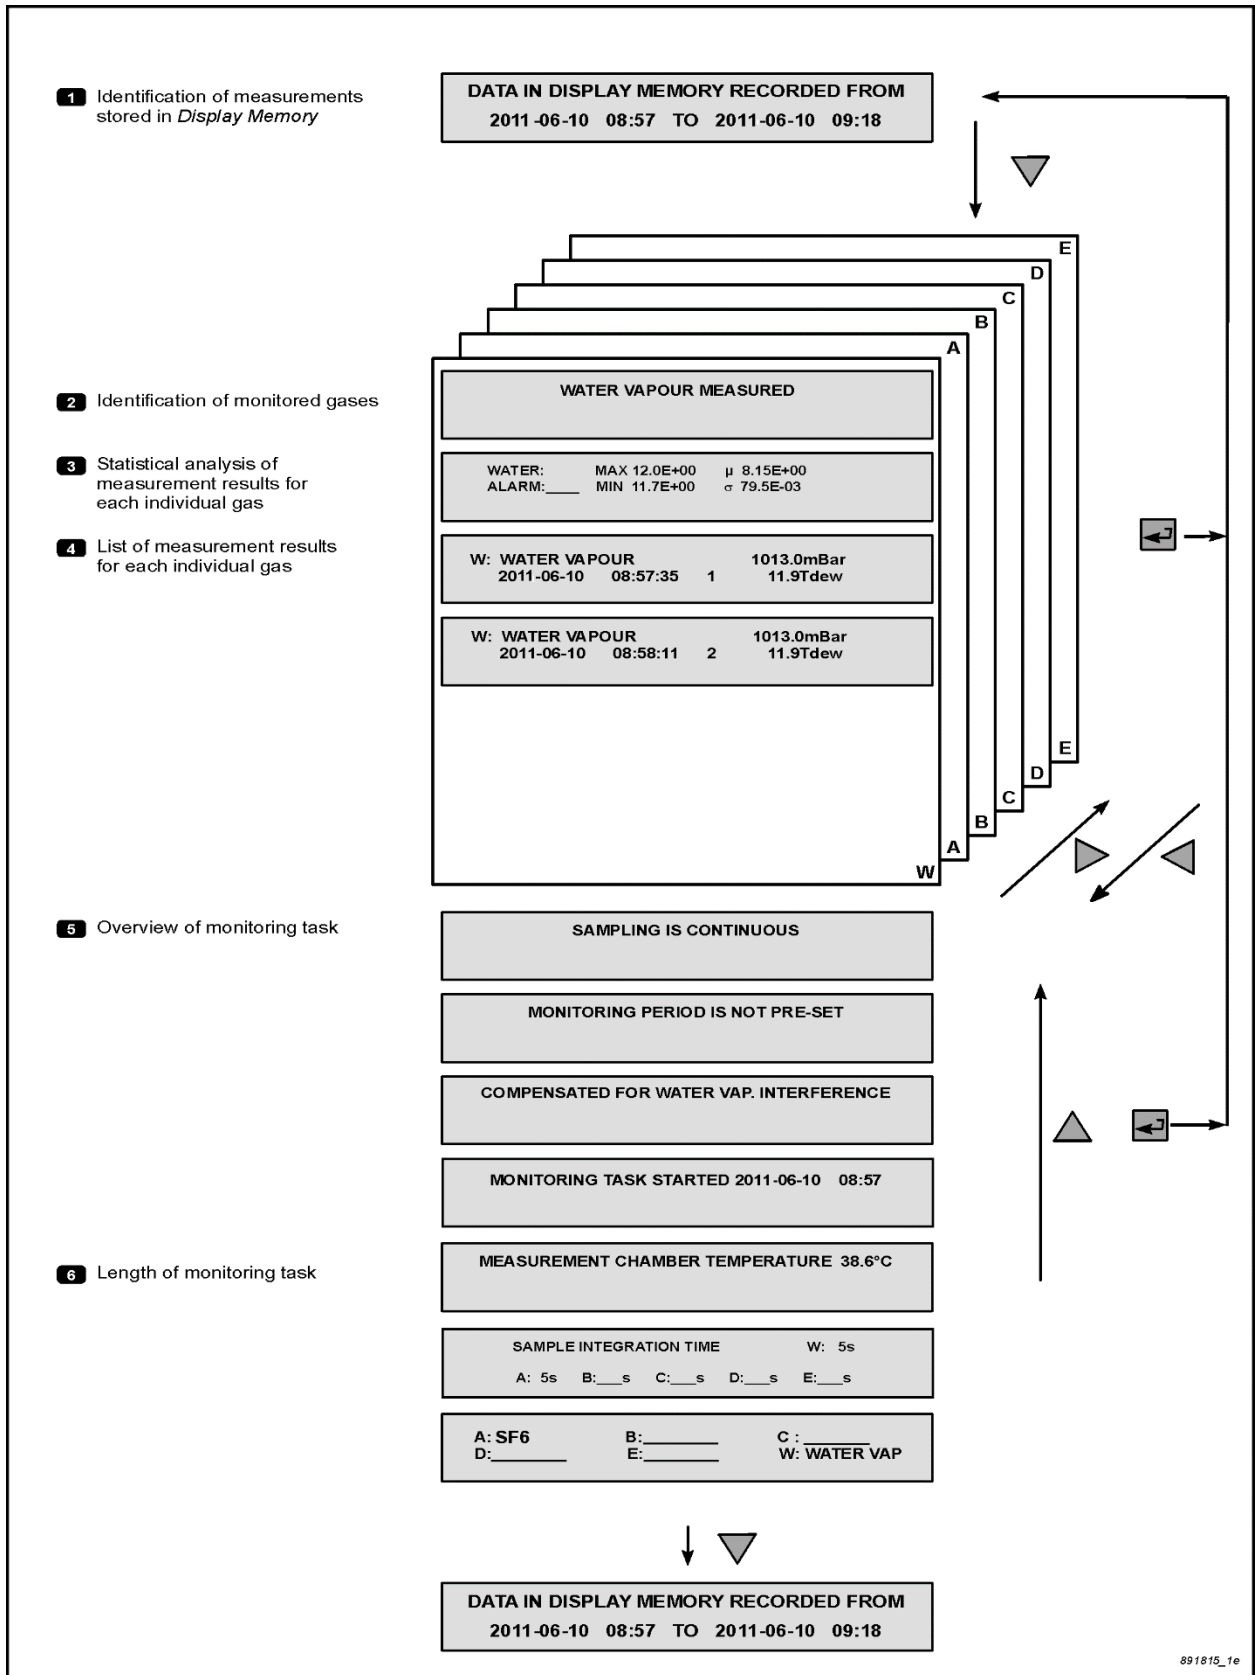 1 Identification of measurements
stored in Display Memory
DATA IN DISPLAY MEMORY RECORDED FROM
2011-06-10 08:57 TO 2011-06-10 09:18
E
D
C
B
A
2 Identification of monitored gases
WATER VAPOUR MEASURED
3 Statistical analysis of
measurement results for
each individual gas
WATER: MAX 12.0E+00 µ 8.15E+00
ALARM:____ MIN 11.7E+00 σ 79.5E-03
4 List of measurement results
for each individual gas
W: WATER VAPOUR 1013.0mBar
2011-06-10 08:57:35 1 11.9Tdew
W: WATER VAPOUR 1013.0mBar
2011-06-10 08:58:11 2 11.9Tdew
E
D
C
B
A
W
5 Overview of monitoring task
SAMPLING IS CONTINUOUS
MONITORING PERIOD IS NOT PRE-SET
COMPENSATED FOR WATER VAP. INTERFERENCE
MONITORING TASK STARTED 2011-06-10 08:57
6 Length of monitoring task
MEASUREMENT CHAMBER TEMPERATURE 38.6°C
SAMPLE INTEGRATION TIME W: 5s
A: 5s B:___s C:___s D:___s E:___s
A: SF6 B:________ C : _______
D:________ E:________ W: WATER VAP
DATA IN DISPLAY MEMORY RECORDED FROM
2011-06-10 08:57 TO 2011-06-10 09:18
891815_1e